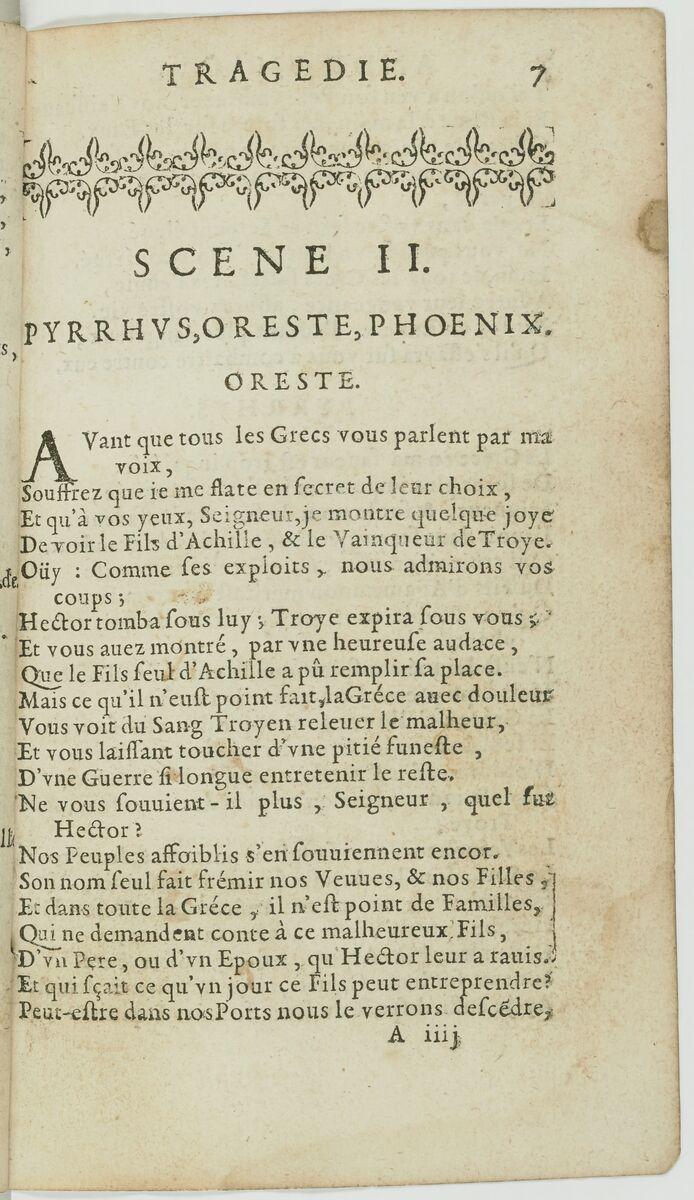 TRAGEDIE. 7
SCENE II.
PYRRHVS, ORESTE, PHOENIX.
ORESTE.
AVant que tous les Grecs vous parlent par ma
voix,
Souffrez que ie me flate en ſecret de leur choix,
Et qu'à vos yeux, Seigneur, je montre quelque joye
De voir le Fils d'Achille, & le Vainqueur de Troye.
Oüy : Comme ſes exploits, nous admirons vos
coups;
Hector tomba ſous luy; Troye expira ſous vous;
Et vous auez montré, par vne heureuſe audace,
Que le Fils ſeul d'Achille a pû remplir ſa place.
Mais ce qu'il n'euſt point fait, la Gréce auec douleur
Vous voit du Sang Troyen releuer le malheur,
Et vous laiſſant toucher d'vne pitié funeſte,
D'vne Guerre ſi longue entretenir le reſte.
Ne vous ſouuient-il plus, Seigneur, quel fut
Hector?
Nos Peuples affoiblis s'en ſouuiennent encor.
Son nom ſeul fait frémir nos Veuues, & nos Filles,
Et dans toute la Gréce, il n'eſt point de Familles,
Qui ne demandent conte à ce malheureux Fils,
D'vn Pere, ou d'vn Epoux, qu'Hector leur a rauis.
Et qui ſçait ce qu'vn jour ce Fils peut entreprendre?
Peut-eſtre dans nos Ports nous le verrons deſcēdre,
A iiij